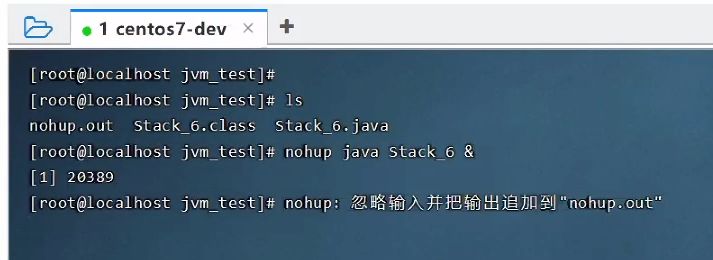 1 centos7-dev × +
[root@localhost jvm_test]#
[root@localhost jvm_test]# ls
nohup.out  Stack_6.class  Stack_6.java
[root@localhost jvm_test]# nohup java Stack_6 &
[1] 20389
[root@localhost jvm_test]# nohup: 忽略输入并把输出追加到"nohup.out"